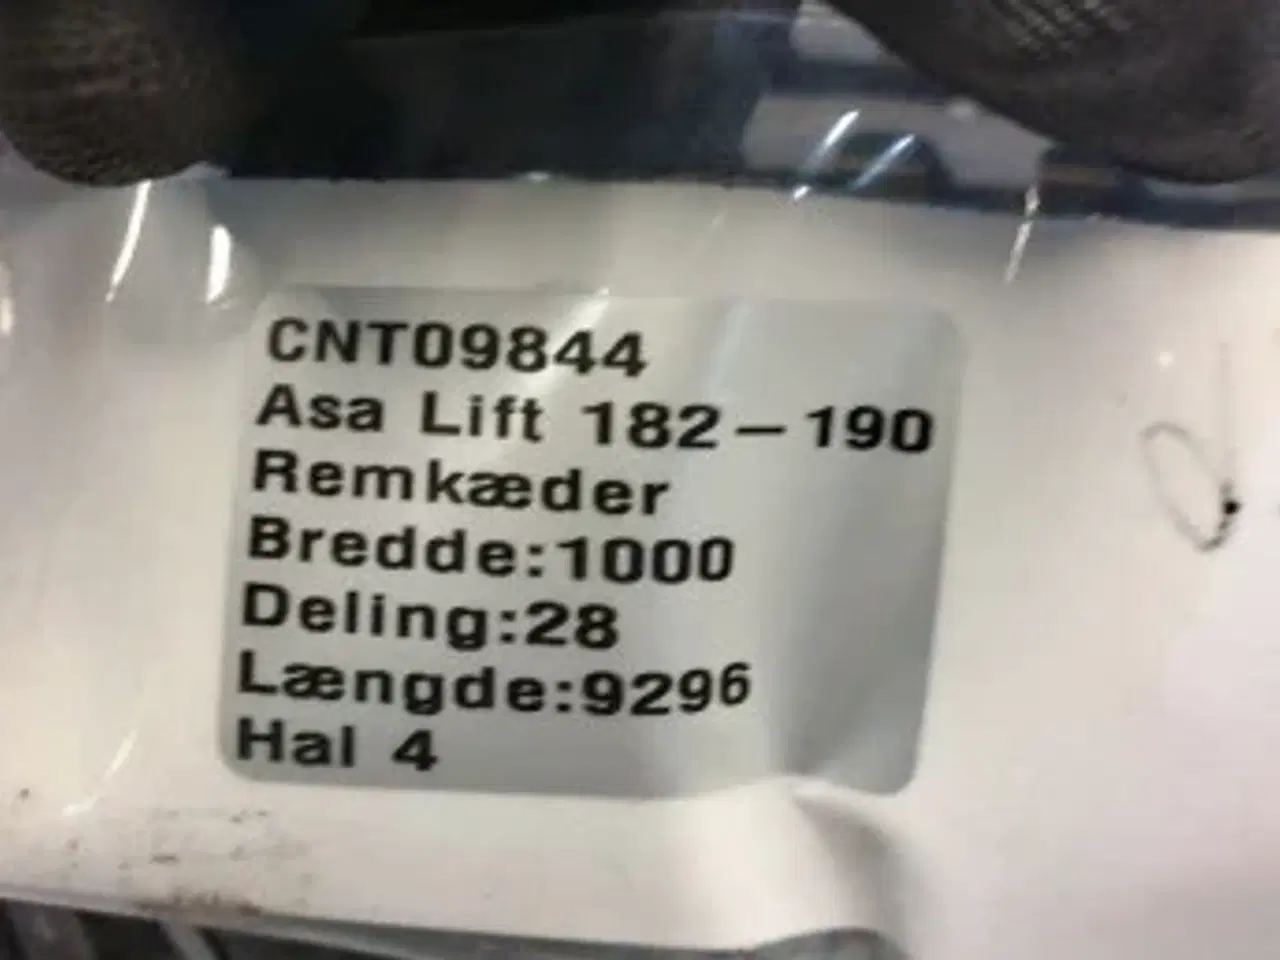 CNT09844
Asa Lift 182-190
Remkæder
Bredde:1000
Deling:28
Længde:9296
Hal 4